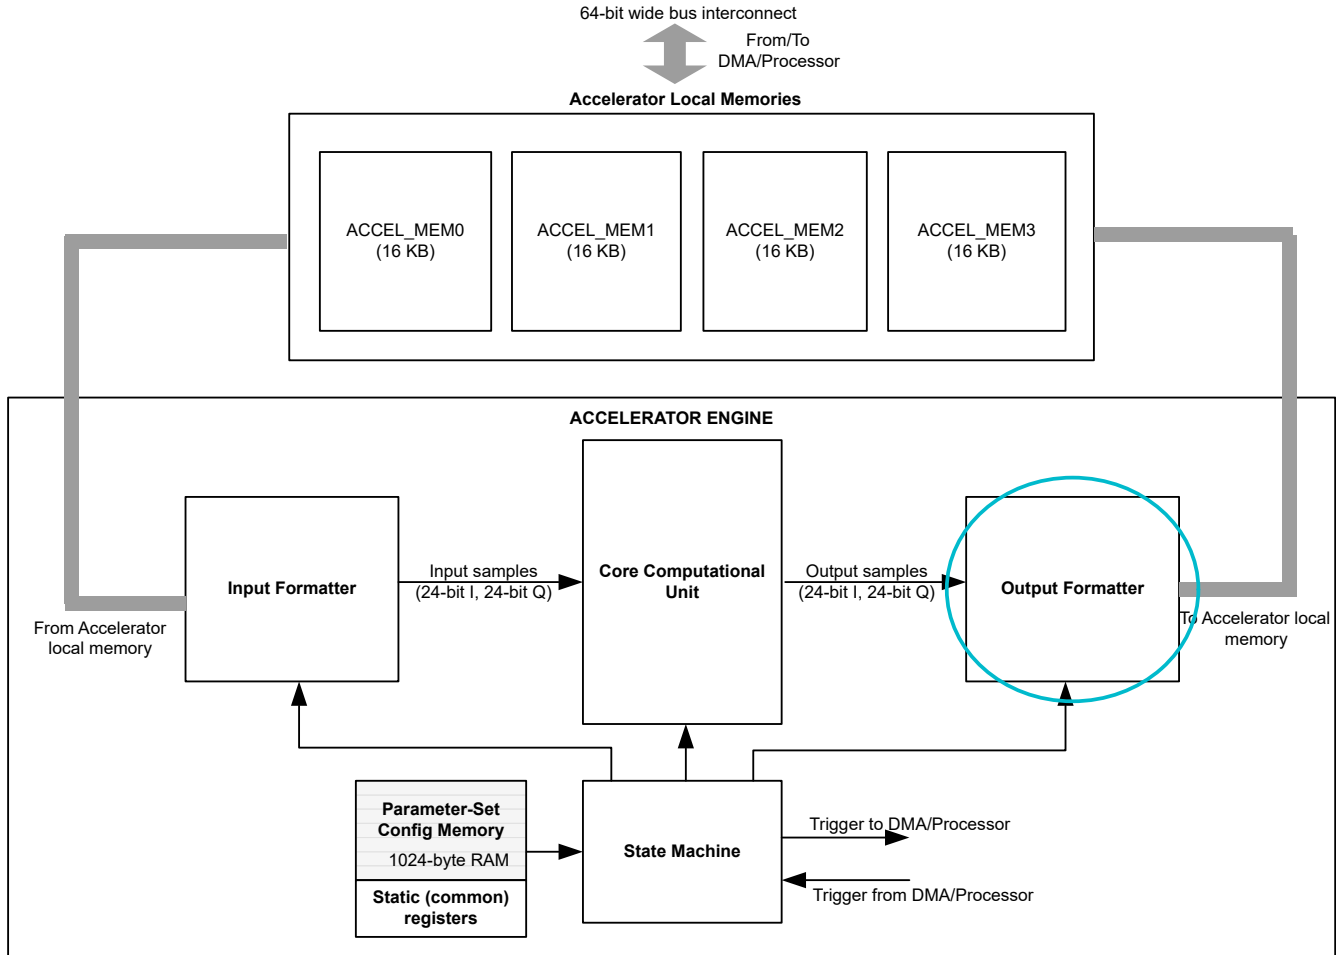 64-bit wide bus interconnect
From/To
DMA/Processor
Accelerator Local Memories
ACCEL_MEM0
(16 KB)
ACCEL_MEM1
(16 KB)
ACCEL_MEM2
(16 KB)
ACCEL_MEM3
(16 KB)
ACCELERATOR ENGINE
Input Formatter
Input samples
(24-bit I, 24-bit Q)
Core Computational
Unit
Output samples
(24-bit I, 24-bit Q)
Output Formatter
From Accelerator
local memory
To Accelerator local
memory
Parameter-Set
Config Memory
1024-byte RAM
Static (common)
registers
State Machine
Trigger to DMA/Processor
Trigger from DMA/Processor